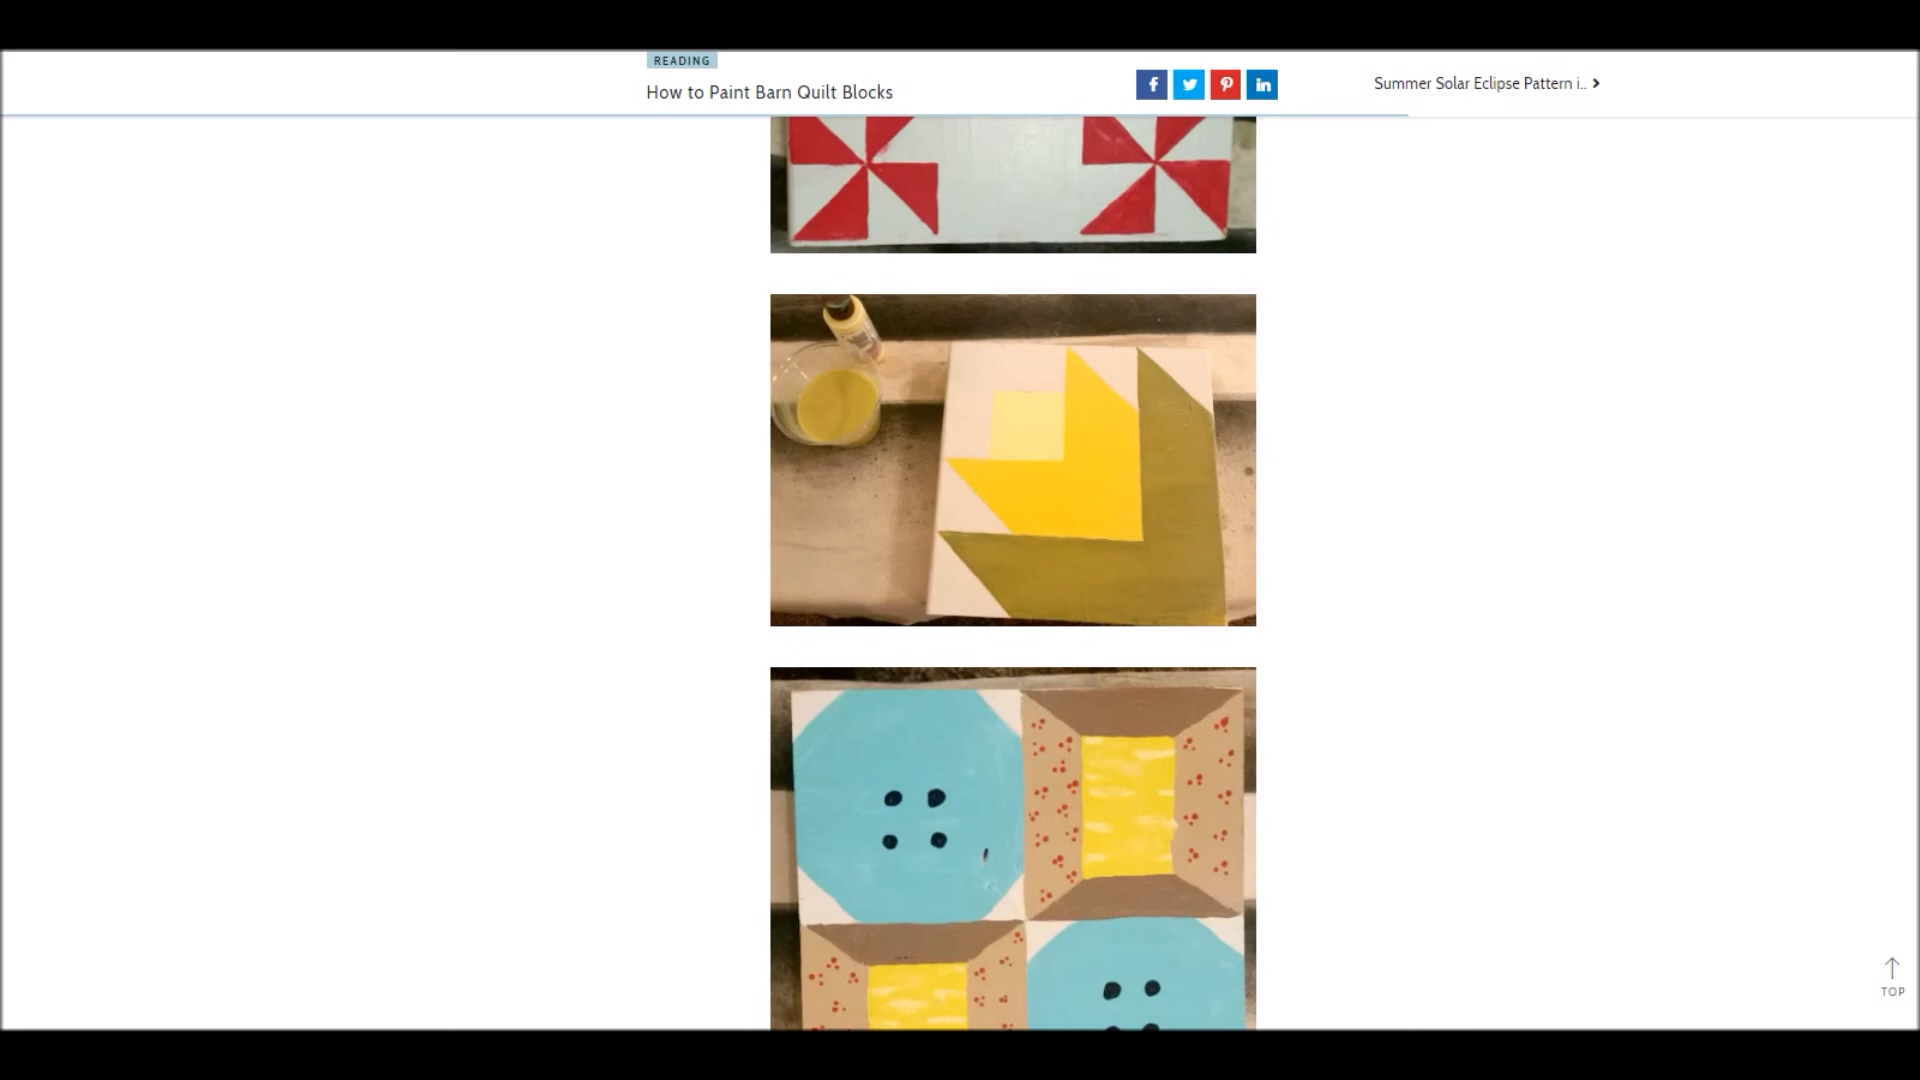 READING
How to Paint Barn Quilt Blocks
Summer Solar Eclipse Pattern i..
TOP